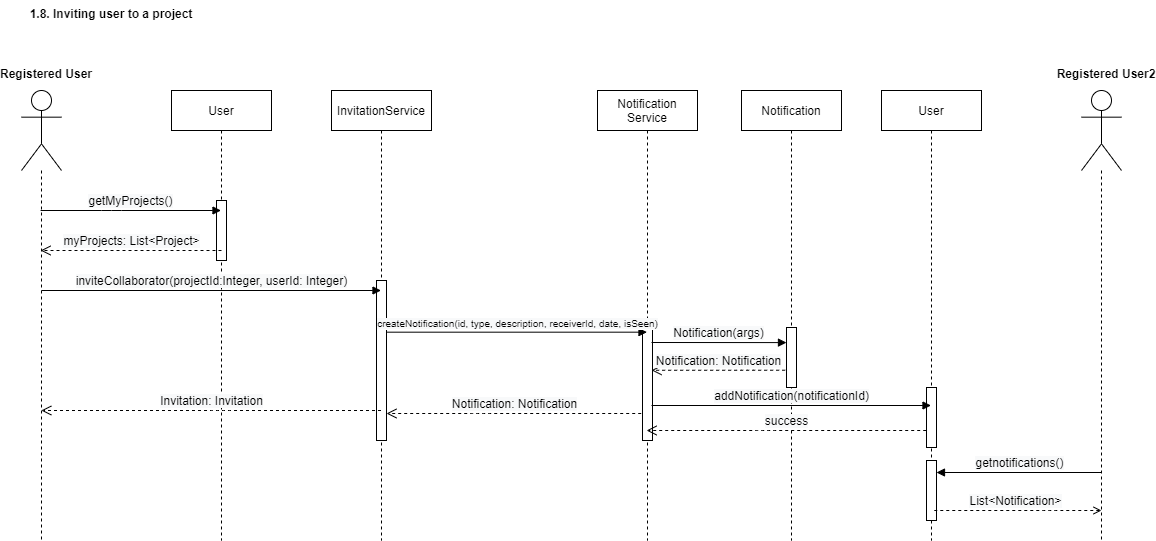 1.8. Inviting user to a project
Registered User
Registered User2
User
InvitationService
Notification
Service
Notification
User
getMyProjects()
myProjects: List<Project>
inviteCollaborator(projectId:Integer, userId: Integer)
createNotification(id, type, description, receiverId, date, isSeen)
Notification(args)
Notification: Notification
addNotification(notificationId)
Invitation: Invitation
Notification: Notification
success
getnotifications()
List<Notification>